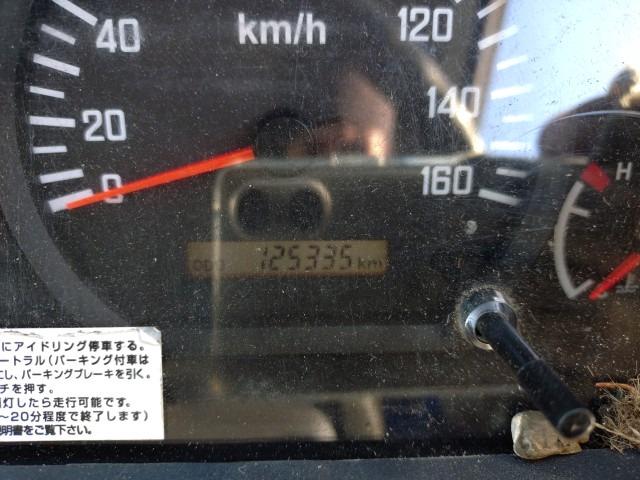 40
km/h
120
20
140
0
160
H
9
ODO 125335 km
にアイドリング停車する。
ートラル(パーキング付車は
にし、パーキングブレーキを引く。
チを押す。
灯したら走行可能です。
~20分程度で終了します)
説明書をご覧下さい。